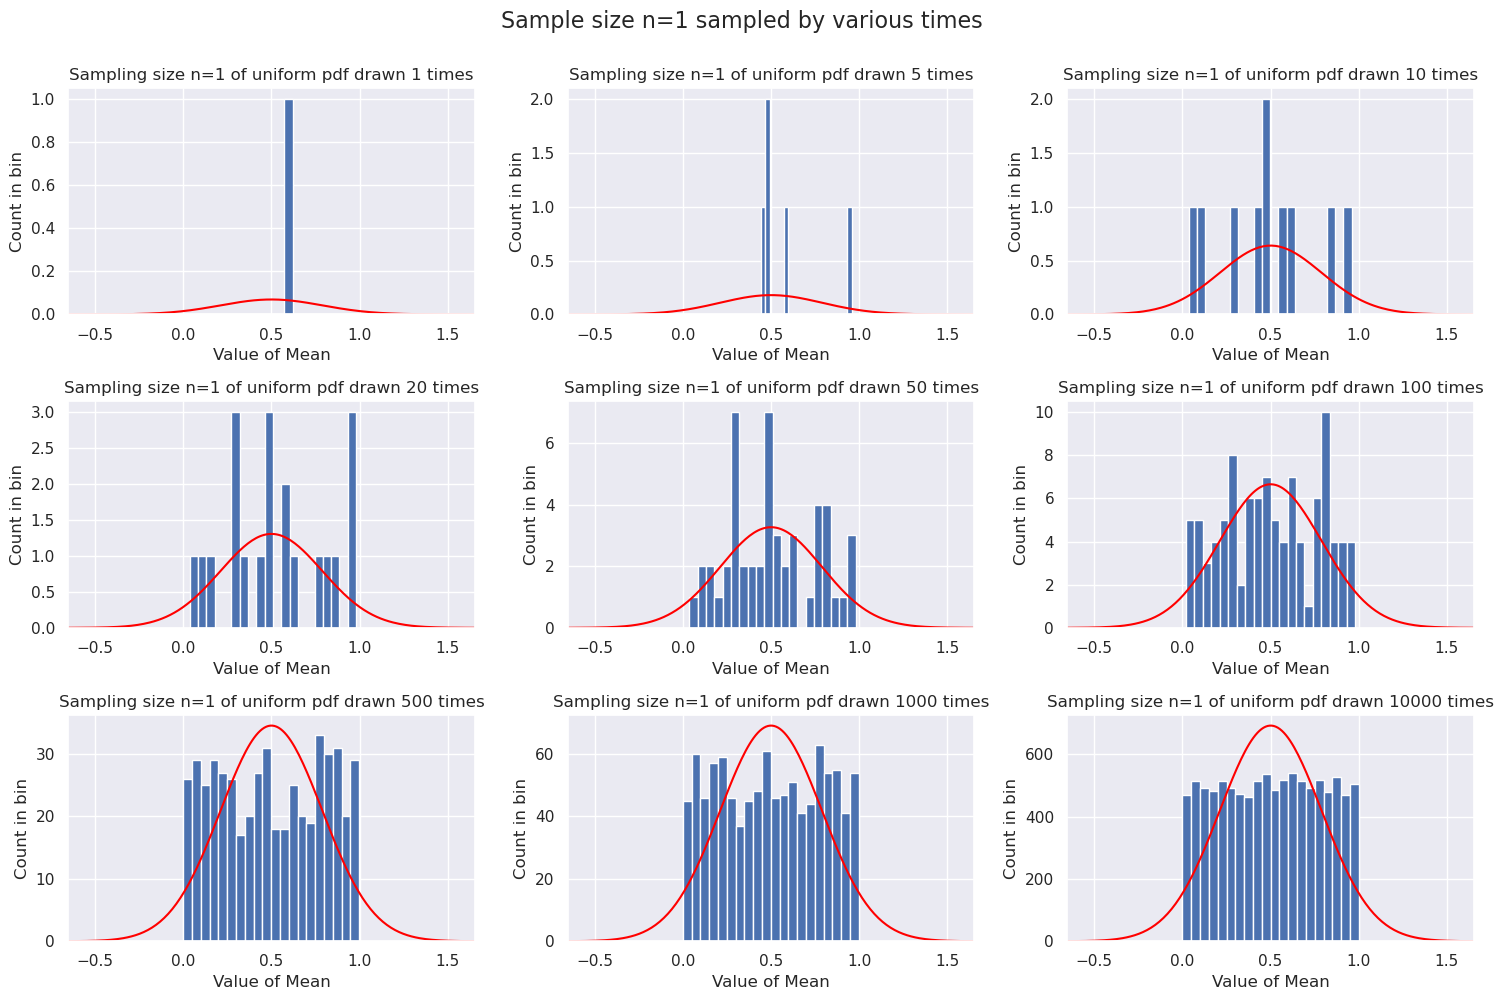 Sample size n=1 sampled by various times
Sampling size n=1 of uniform pdf drawn 1 times
Count in bin
1.0
0.8
0.6
0.4
0.2
0.0
−0.5 0.0 0.5 1.0 1.5
Value of Mean
Sampling size n=1 of uniform pdf drawn 5 times
Count in bin
2.0
1.5
1.0
0.5
0.0
−0.5 0.0 0.5 1.0 1.5
Value of Mean
Sampling size n=1 of uniform pdf drawn 10 times
Count in bin
2.0
1.5
1.0
0.5
0.0
−0.5 0.0 0.5 1.0 1.5
Value of Mean
Sampling size n=1 of uniform pdf drawn 20 times
Count in bin
3.0
2.5
2.0
1.5
1.0
0.5
0.0
−0.5 0.0 0.5 1.0 1.5
Value of Mean
Sampling size n=1 of uniform pdf drawn 50 times
Count in bin
6
4
2
0
−0.5 0.0 0.5 1.0 1.5
Value of Mean
Sampling size n=1 of uniform pdf drawn 100 times
Count in bin
10
8
6
4
2
0
−0.5 0.0 0.5 1.0 1.5
Value of Mean
Sampling size n=1 of uniform pdf drawn 500 times
Count in bin
30
20
10
0
−0.5 0.0 0.5 1.0 1.5
Value of Mean
Sampling size n=1 of uniform pdf drawn 1000 times
Count in bin
60
40
20
0
−0.5 0.0 0.5 1.0 1.5
Value of Mean
Sampling size n=1 of uniform pdf drawn 10000 times
Count in bin
600
400
200
0
−0.5 0.0 0.5 1.0 1.5
Value of Mean